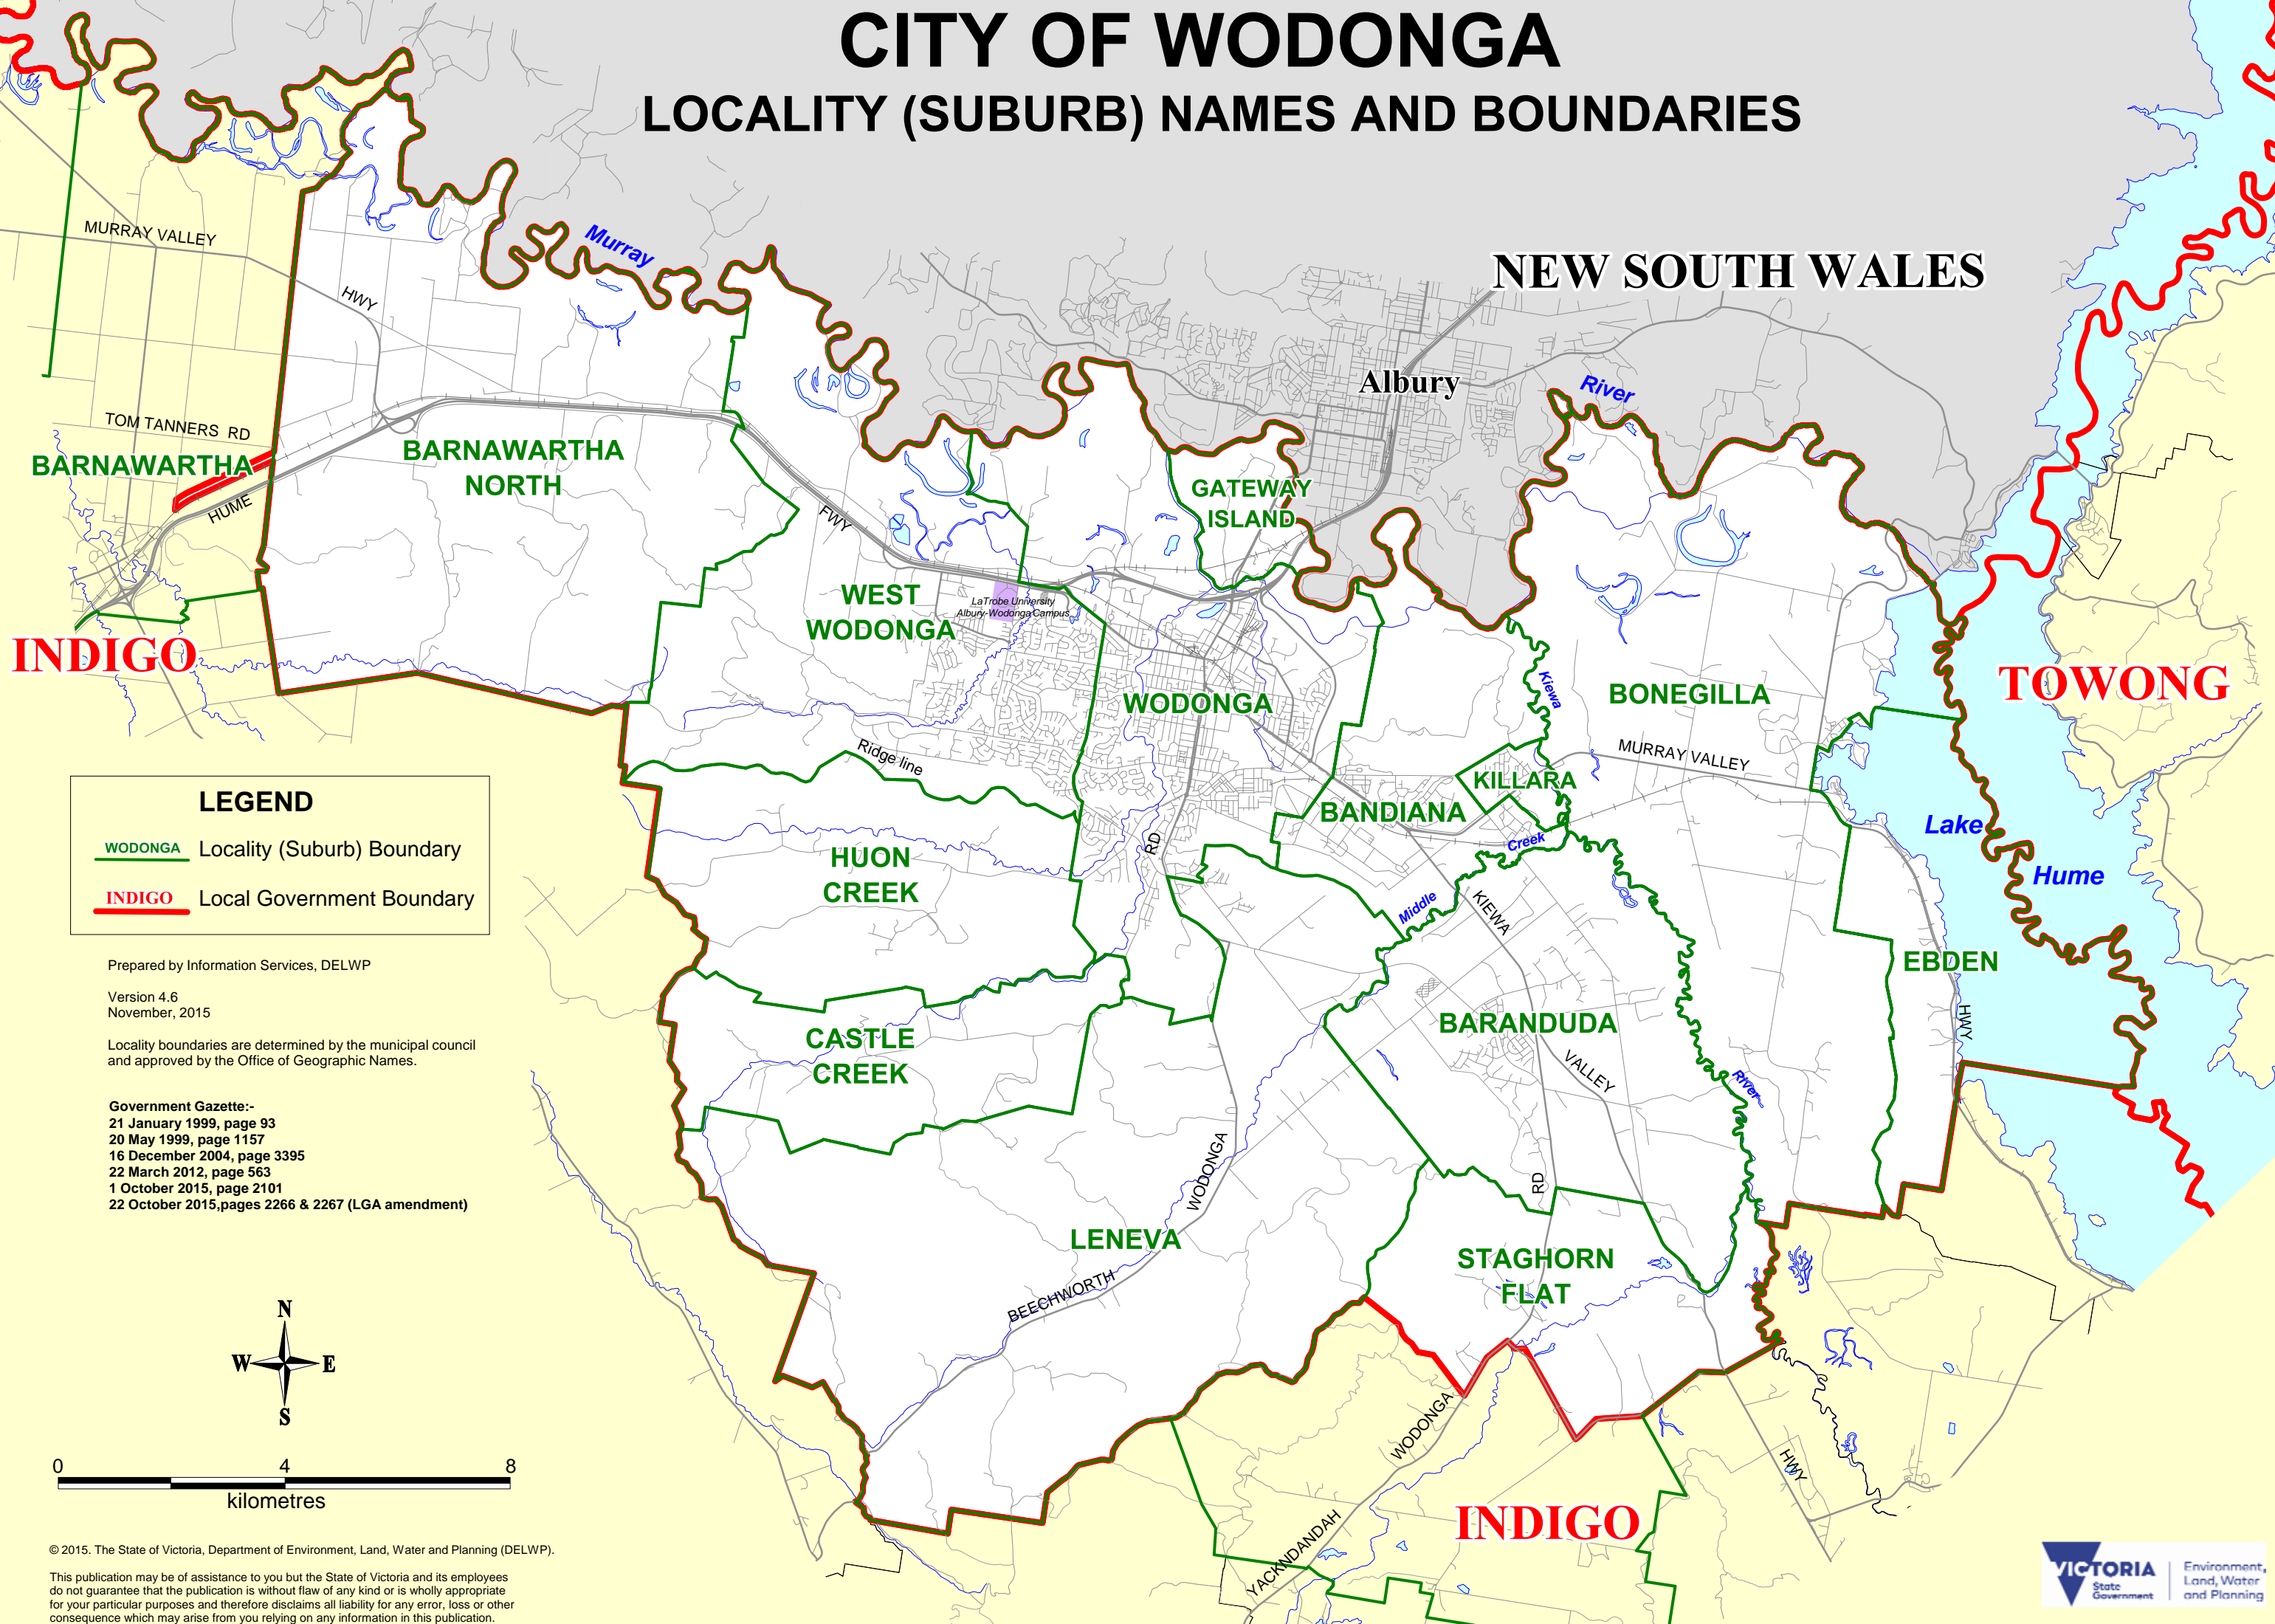 CITY OF WODONGA
LOCALITY (SUBURB) NAMES AND BOUNDARIES
MURRAY VALLEY
HWY
Murray
NEW SOUTH WALES
Albury
River
TOM TANNERS RD
BARNAWARTHA
HUME
BARNAWARTHA
NORTH
FWY
GATEWAY
ISLAND
WEST
WODONGA
LaTrobe University
Albury-Wodonga Campus
INDIGO
TOWONG
WODONGA
Kiewa
BONEGILLA
Ridge line
MURRAY VALLEY
KILLARA
BANDIANA
Lake
Hume
RD
Creek
Middle
KIEWA
HUON
CREEK
EBDEN
HWY
BARANDUDA
VALLEY
River
CASTLE
CREEK
WODONGA
RD
LENEVA
BEECHWORTH
STAGHORN
FLAT
WODONGA
HWY
INDIGO
YACKNDANDAH
LEGEND
WODONGA Locality (Suburb) Boundary
INDIGO Local Government Boundary
Prepared by Information Services, DELWP
Version 4.6
November, 2015
Locality boundaries are determined by the municipal council
and approved by the Office of Geographic Names.
Government Gazette:-
21 January 1999, page 93
20 May 1999, page 1157
16 December 2004, page 3395
22 March 2012, page 563
1 October 2015, page 2101
22 October 2015,pages 2266 & 2267 (LGA amendment)
N
W E
S
0 4 8
kilometres
© 2015. The State of Victoria, Department of Environment, Land, Water and Planning (DELWP).
This publication may be of assistance to you but the State of Victoria and its employees
do not guarantee that the publication is without flaw of any kind or is wholly appropriate
for your particular purposes and therefore disclaims all liability for any error, loss or other
consequence which may arise from you relying on any information in this publication.
VICTORIA
State
Government
Environment,
Land, Water
and Planning